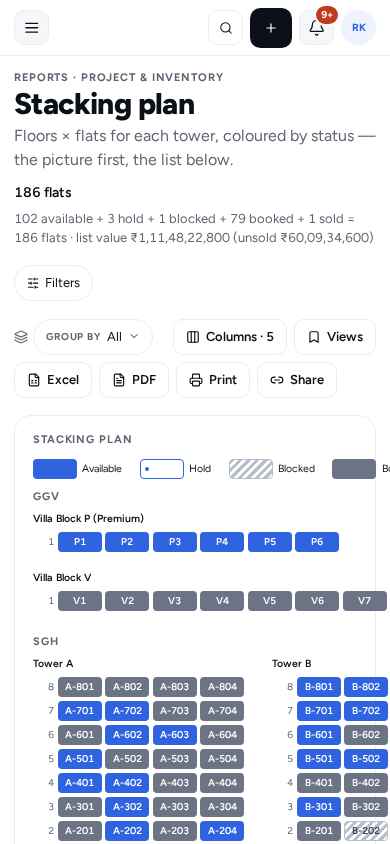 9+
RK
REPORTS · PROJECT & INVENTORY
Stacking plan
Floors × flats for each tower, coloured by status —
the picture first, the list below.
186 flats
102 available + 3 hold + 1 blocked + 79 booked + 1 sold =
186 flats · list value ₹1,11,48,22,800 (unsold ₹60,09,34,600)
Filters
GROUP BY All
Columns · 5
Views
Excel
PDF
Print
Share
STACKING PLAN
Available
Hold
Blocked
GGV
Villa Block P (Premium)
1 P1 P2 P3 P4 P5 P6
Villa Block V
1 V1 V2 V3 V4 V5 V6 V7
SGH
Tower A Tower B
8 A-801 A-802 A-803 A-804 8 B-801 B-802
7 A-701 A-702 A-703 A-704 7 B-701 B-702
6 A-601 A-602 A-603 A-604 6 B-601 B-602
5 A-501 A-502 A-503 A-504 5 B-501 B-502
4 A-401 A-402 A-403 A-404 4 B-401 B-402
3 A-301 A-302 A-303 A-304 3 B-301 B-302
2 A-201 A-202 A-203 A-204 2 B-201 B-202